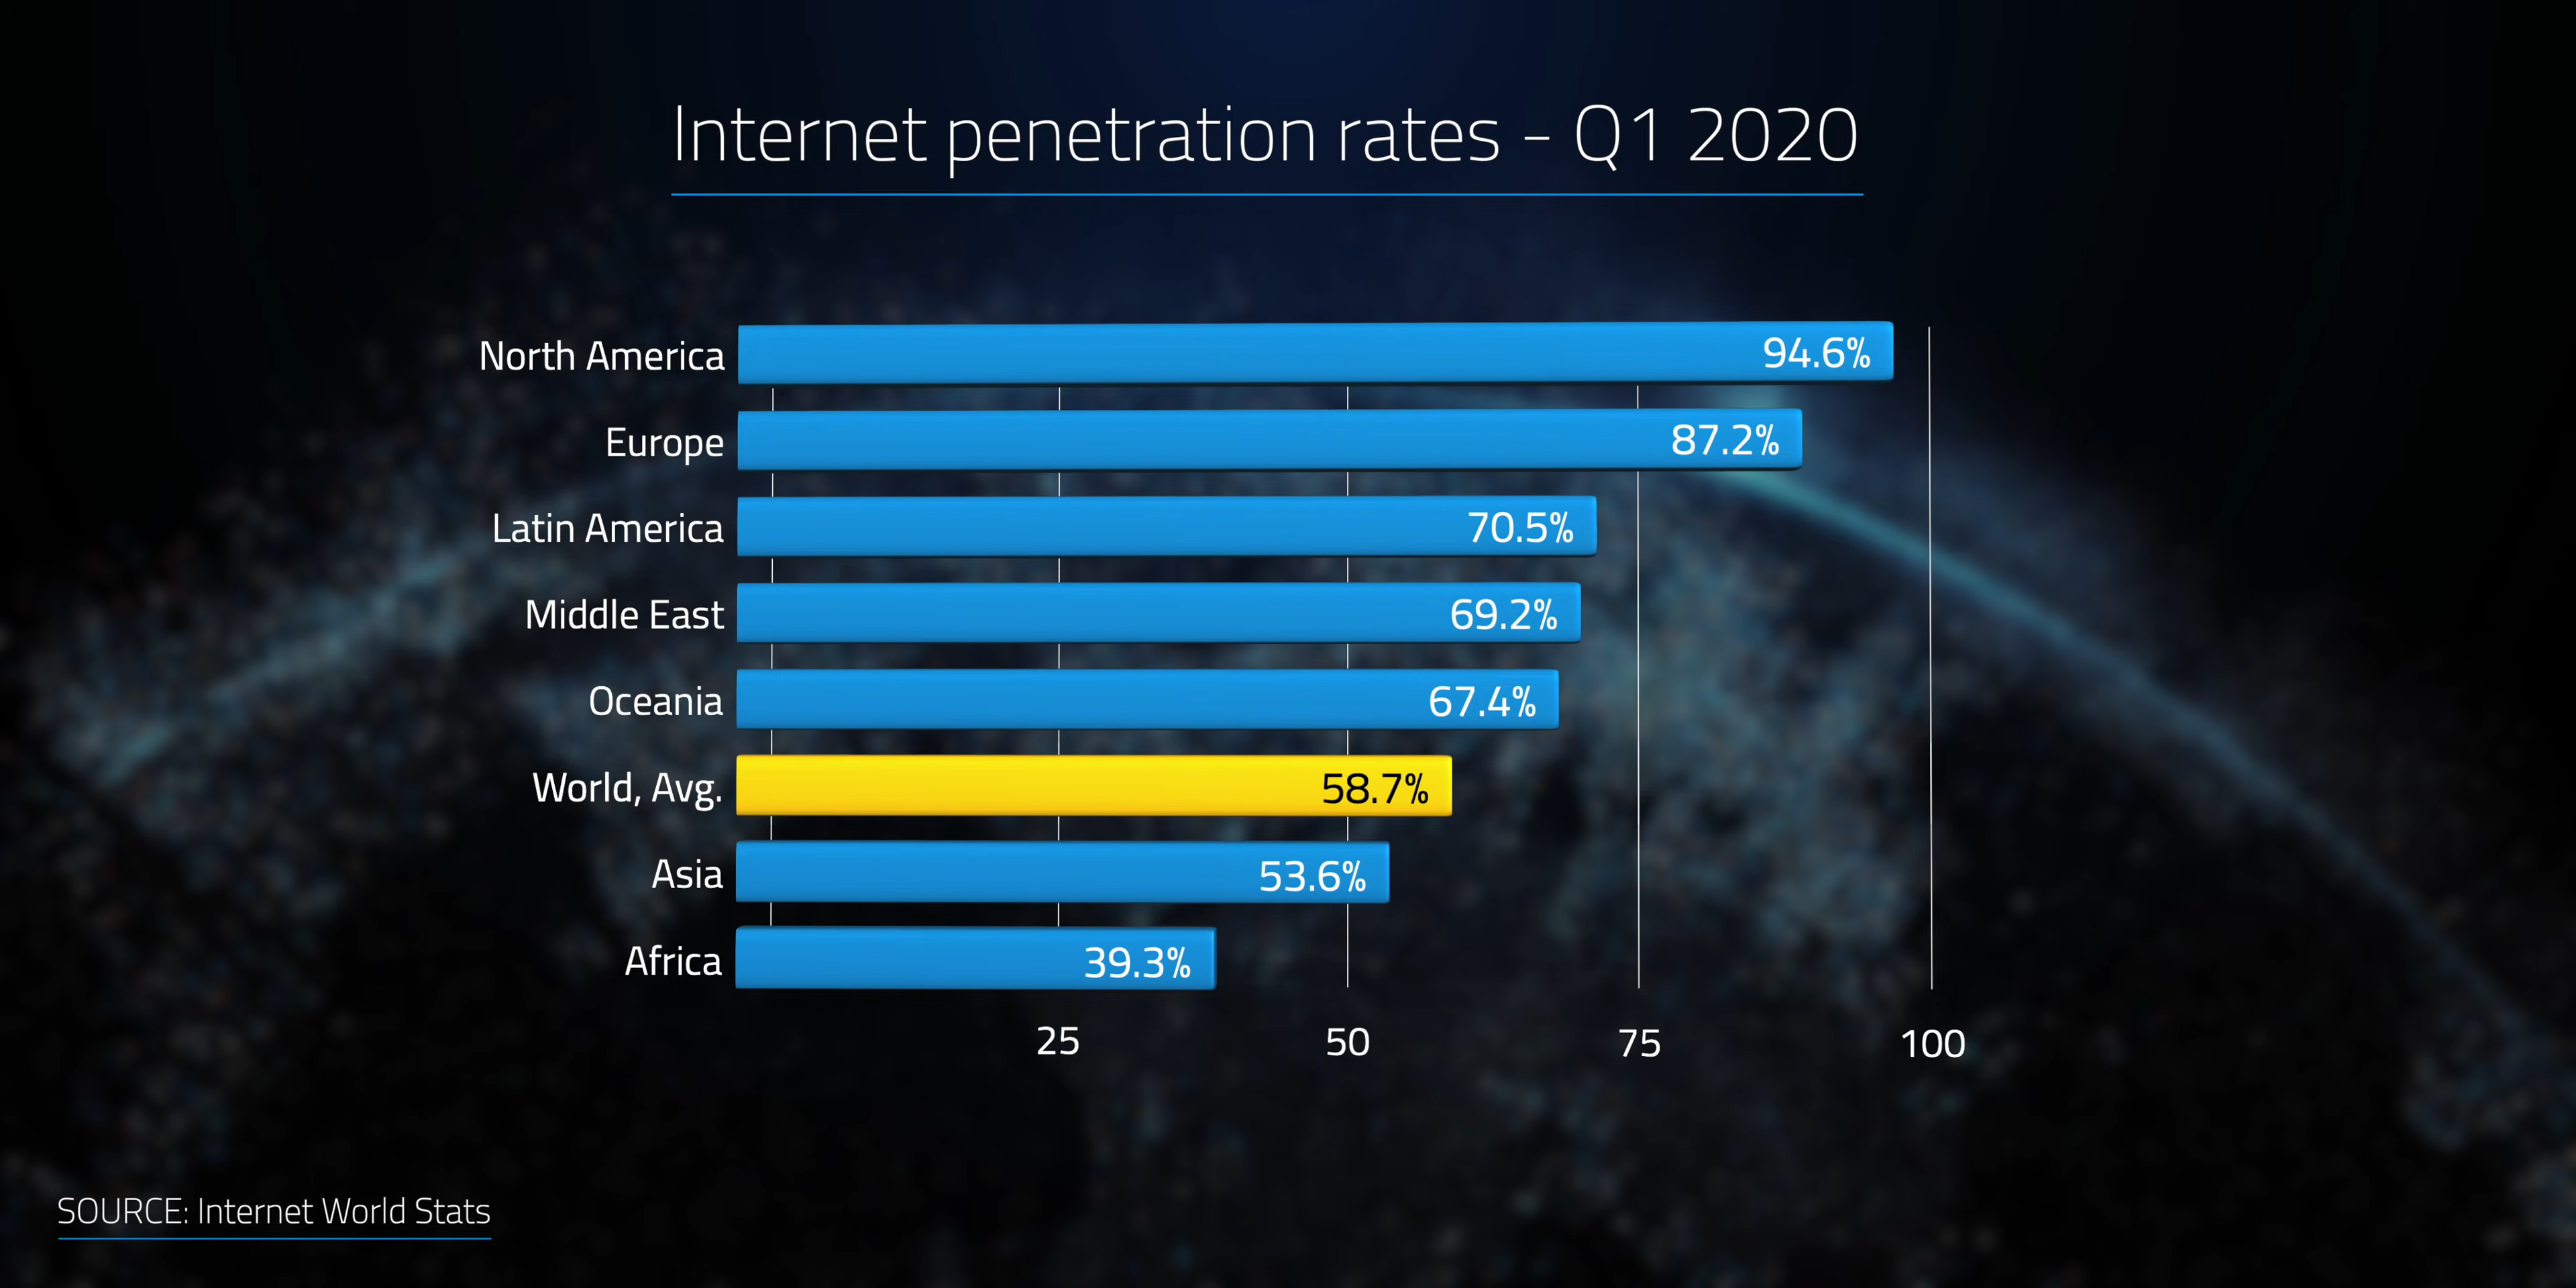 Internet penetration rates - Q1 2020
North America 94.6%
Europe 87.2%
Latin America 70.5%
Middle East 69.2%
Oceania 67.4%
World, Avg. 58.7%
Asia 53.6%
Africa 39.3%
25 50 75 100
SOURCE: Internet World Stats